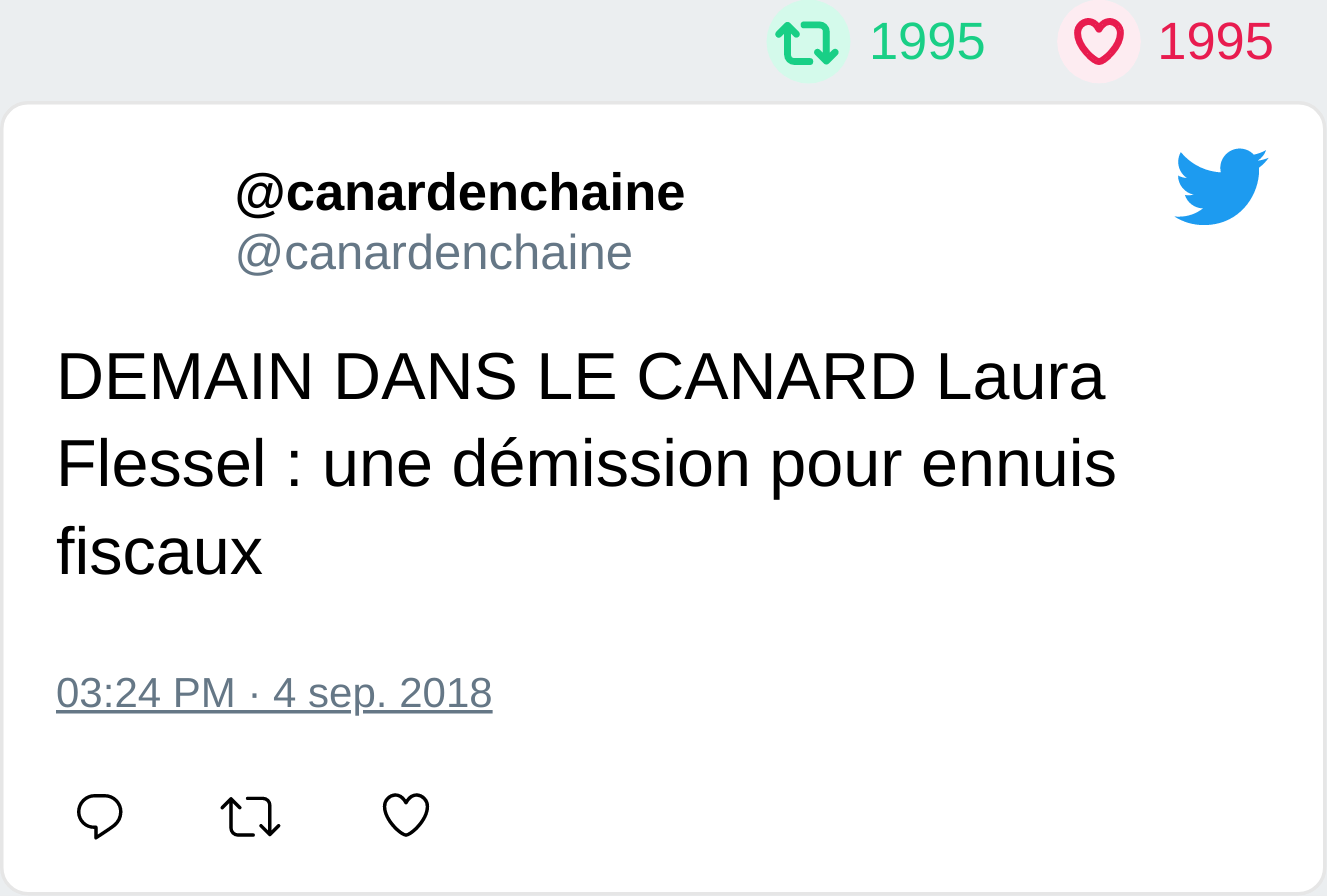 1995 1995
@canardenchaine
@canardenchaine
DEMAIN DANS LE CANARD Laura
Flessel : une démission pour ennuis
fiscaux
03:24 PM · 4 sep. 2018